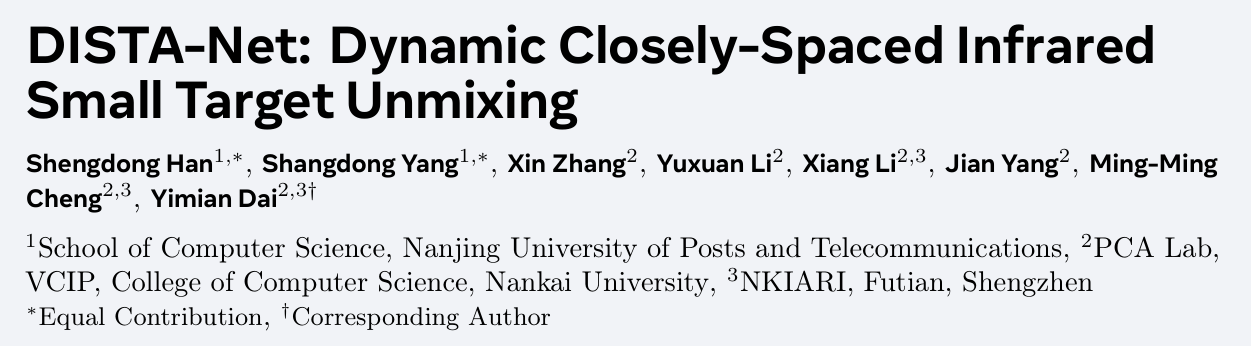 DISTA-Net: Dynamic Closely-Spaced Infrared
Small Target Unmixing
Shengdong Han1,*, Shangdong Yang1,*, Xin Zhang2, Yuxuan Li2, Xiang Li2,3, Jian Yang2, Ming-Ming
Cheng2,3, Yimian Dai2,3†
1School of Computer Science, Nanjing University of Posts and Telecommunications, 2PCA Lab,
VCIP, College of Computer Science, Nankai University, 3NKIARI, Futian, Shengzhen
*Equal Contribution, †Corresponding Author